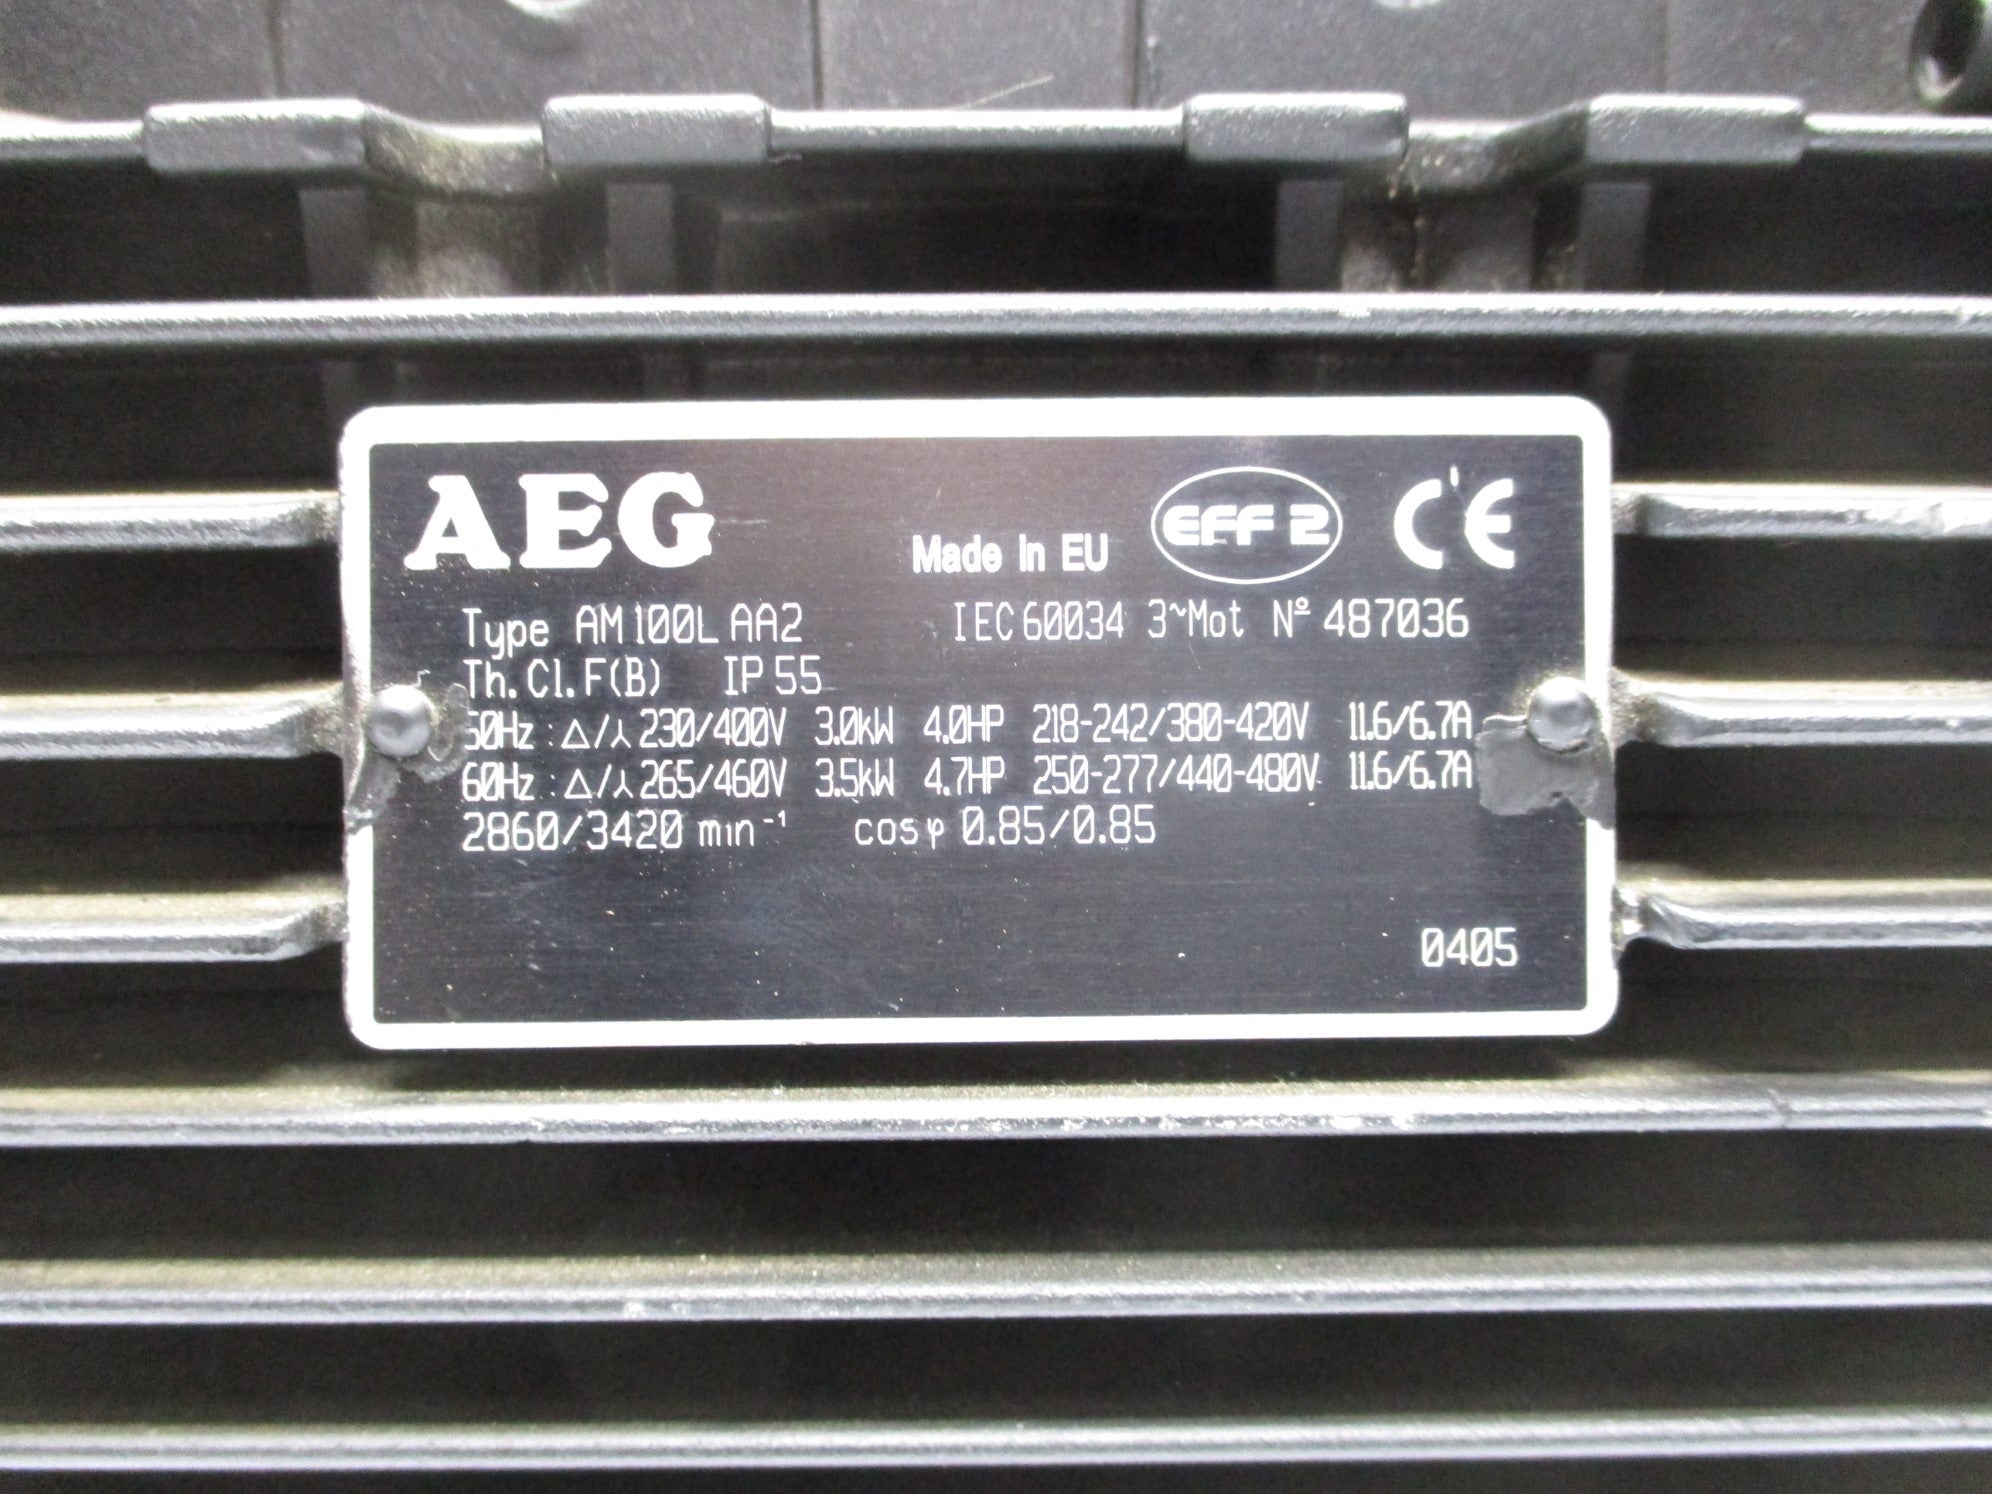 AEG
Made in EU EFF 2 CE
Type AM100L AA2 IEC60034 3~Mot Nº 487036
Th.Cl.F(B) IP 55
50Hz : △/⅄ 230/400V 3.0kW 4.0HP 218-242/380-420V 11.6/6.7A
60Hz : △/⅄ 265/460V 3.5kW 4.7HP 250-277/440-480V 11.6/6.7A
2860/3420 min⁻¹ cosφ 0.85/0.85
0405